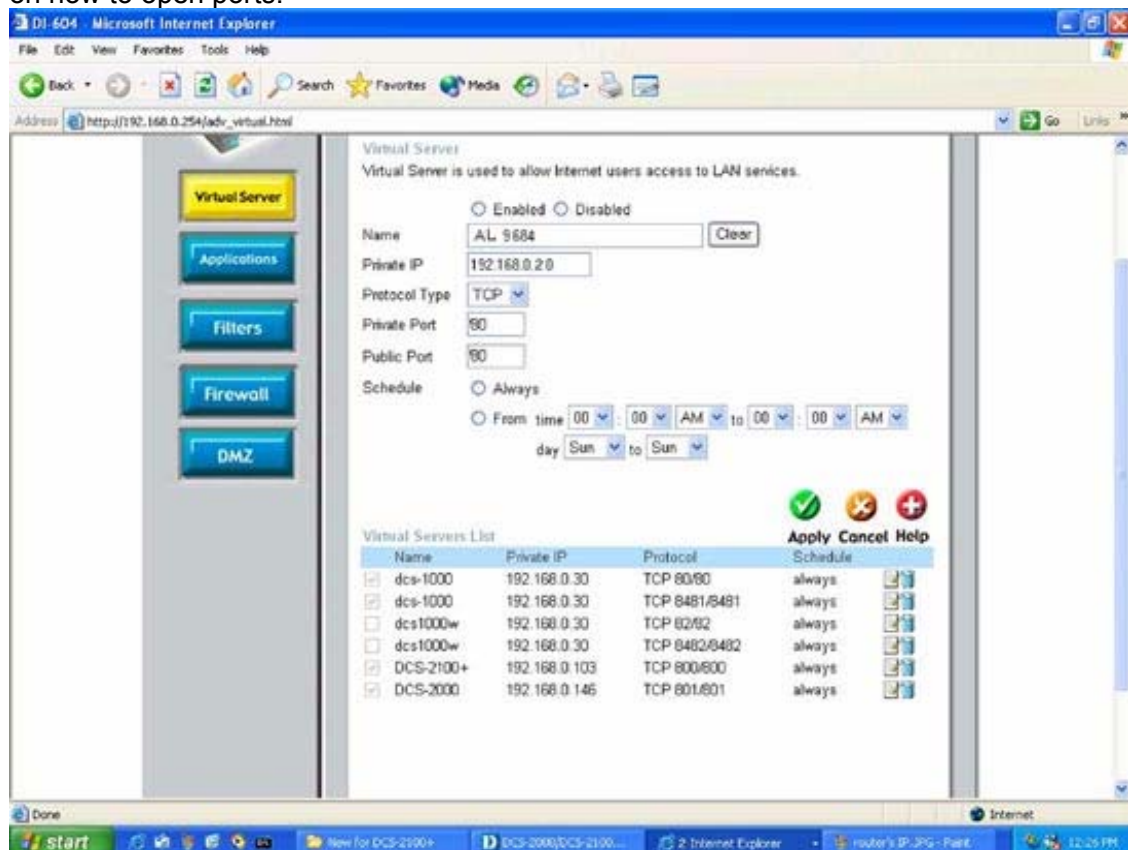 on how to open ports.
DI-604 - Microsoft Internet Explorer
File Edit View Favorites Tools Help
Back Search Favorites Media
Address http://192.168.0.254/adv_virtual.html Go Links
Virtual Server
Applications
Filters
Firewall
DMZ
Virtual Server
Virtual Server is used to allow Internet users access to LAN services.
Enabled Disabled
Name AL 9684 Clear
Private IP 192.168.0.20
Protocol Type TCP
Private Port 80
Public Port 80
Schedule Always
From time 00 : 00 AM to 00 : 00 AM
day Sun to Sun
Apply Cancel Help
Virtual Servers List
Name Private IP Protocol Schedule
dcs-1000 192.168.0.30 TCP 80/80 always
dcs-1000 192.168.0.30 TCP 8481/8481 always
dcs1000w 192.168.0.30 TCP 82/82 always
dcs1000w 192.168.0.30 TCP 8482/8482 always
DCS-2100+ 192.168.0.103 TCP 800/800 always
DCS-2000 192.168.0.146 TCP 801/801 always
Done Internet
start New for DCS-2100+ DCS-2000/DCS-2100... 2 Internet Explorer router's IP.JPG - Paint 12:26 PM